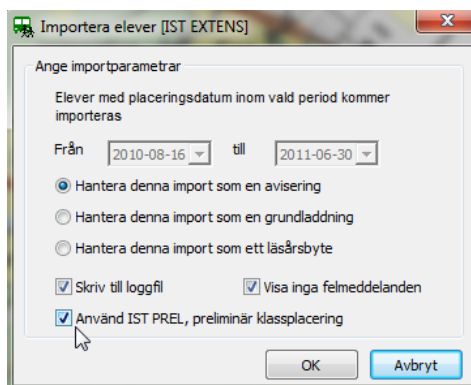 Importera elever [IST EXTENS]
Ange importparametrar
Elever med placeringsdatum inom vald period kommer
importeras
Från 2010-08-16 till 2011-06-30
Hantera denna import som en avisering
Hantera denna import som en grundladdning
Hantera denna import som ett läsårsbyte
Skriv till loggfil Visa inga felmeddelanden
Använd IST PREL, preliminär klassplacering
OK Avbryt